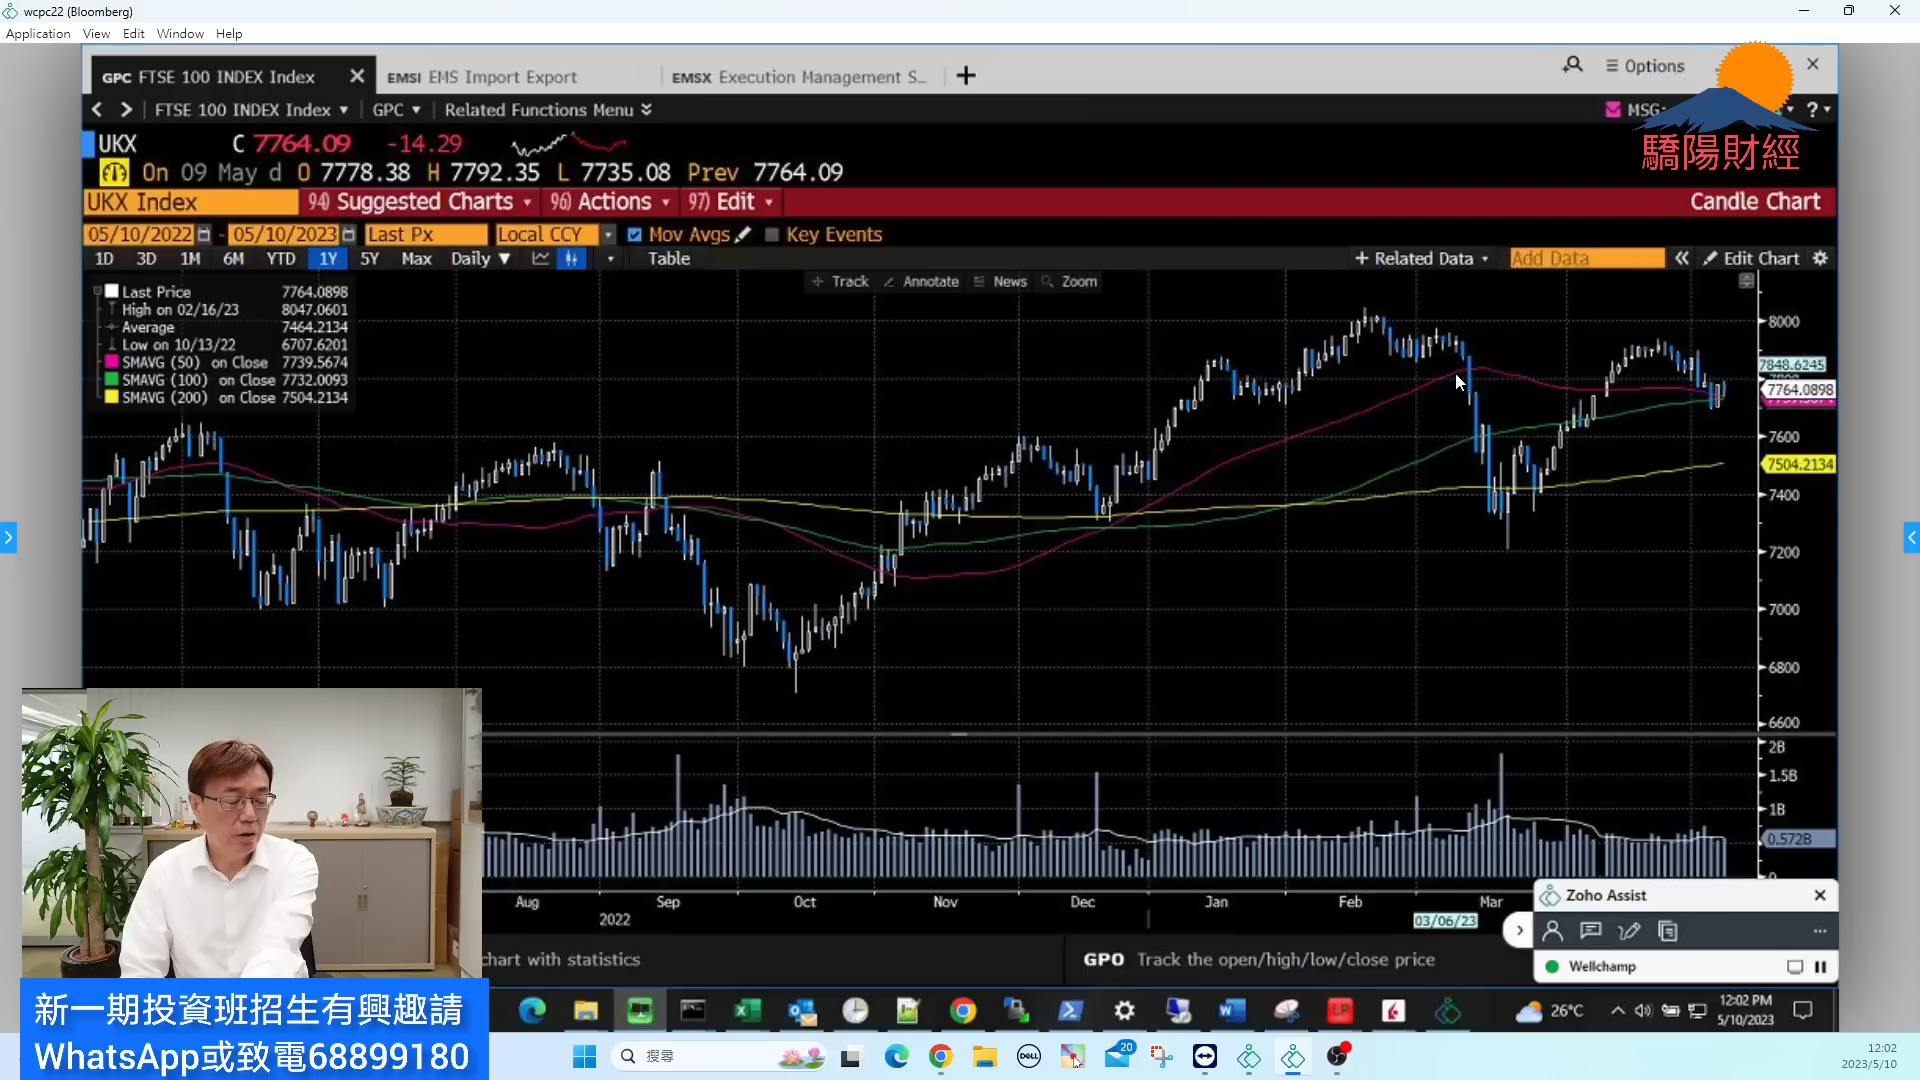 wcpc22 (Bloomberg)
Application View Edit Window Help
GPC FTSE 100 INDEX Index
EMSI EMS Import Export
EMSX Execution Management S...
Options
FTSE 100 INDEX Index
GPC
Related Functions Menu
MSG:
?
驕陽財經
UKX C 7764.09 -14.29
On 09 May d O 7778.38 H 7792.35 L 7735.08 Prev 7764.09
UKX Index 94) Suggested Charts 96) Actions 97) Edit Candle Chart
05/10/2022 - 05/10/2023 Last Px Local CCY Mov Avgs Key Events
1D 3D 1M 6M YTD 1Y 5Y Max Daily Table + Related Data Add Data Edit Chart
Track Annotate News Zoom
Last Price 7764.0898
High on 02/16/23 8047.0601
Average 7464.2134
Low on 10/13/22 6707.6201
SMAVG (50) on Close 7739.5674
SMAVG (100) on Close 7732.0093
SMAVG (200) on Close 7504.2134
8000
7848.6245
7764.0898
7600
7504.2134
7400
7200
7000
6800
6600
2B
1.5B
1B
0.572B
0
Aug Sep Oct Nov Dec Jan Feb Mar
2022
03/06/23
chart with statistics
GPO Track the open/high/low/close price
Zoho Assist
Wellchamp
26°C
12:02 PM
5/10/2023
新一期投資班招生有興趣請
WhatsApp或致電68899180
搜尋
DELL
20
12:02
2023/5/10